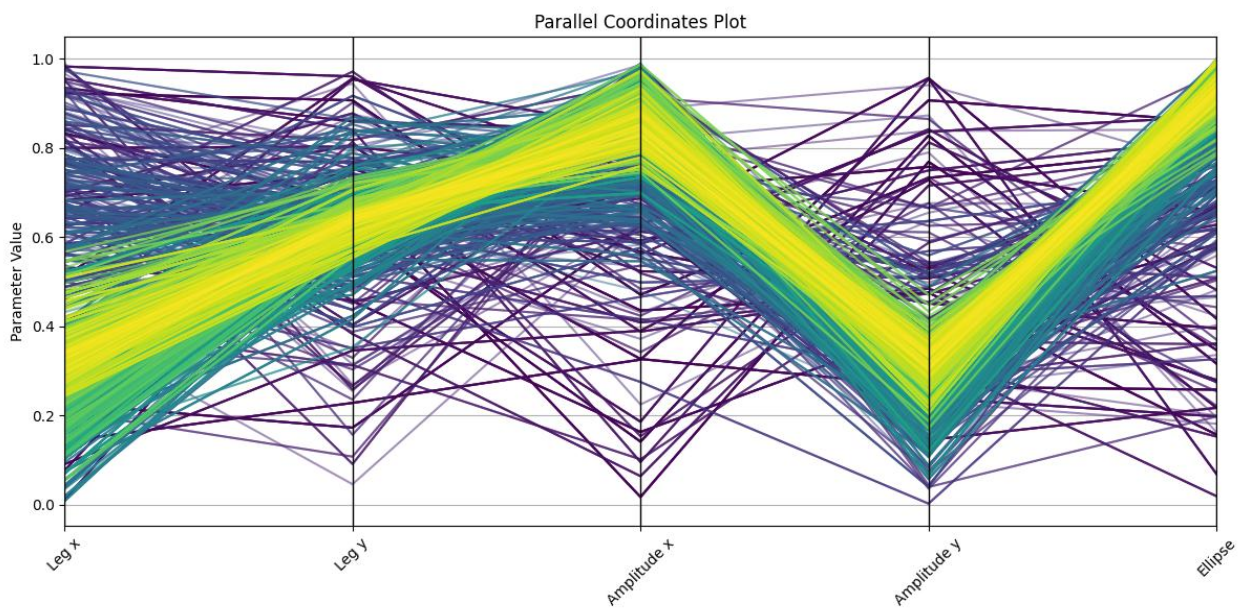 Parallel Coordinates Plot
Parameter Value
1.0
0.8
0.6
0.4
0.2
0.0
Leg x
Leg y
Amplitude x
Amplitude y
Ellipse